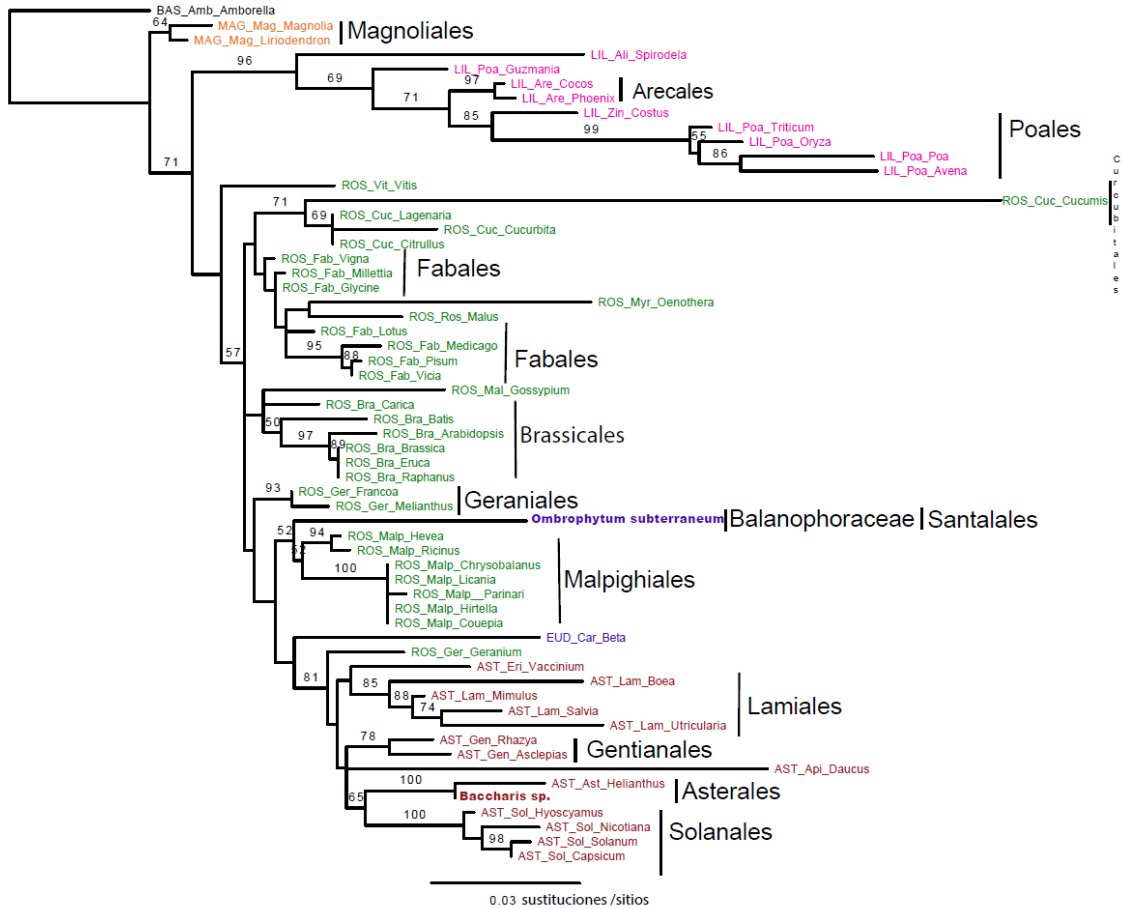 BAS_Amb_Amborella
64
MAG_Mag_Magnolia
MAG_Mag_Liriodendron
Magnoliales
96
LIL_Ali_Spirodela
69
LIL_Poa_Guzmania
97
LIL_Are_Cocos
LIL_Are_Phoenix
Arecales
71
85
LIL_Zin_Costus
99
LIL_Poa_Triticum
55
LIL_Poa_Oryza
86
LIL_Poa_Poa
LIL_Poa_Avena
Poales
71
ROS_Vit_Vitis
71
ROS_Cuc_Cucumis
Curcubitales
69
ROS_Cuc_Lagenaria
ROS_Cuc_Cucurbita
ROS_Cuc_Citrullus
ROS_Fab_Vigna
ROS_Fab_Millettia
ROS_Fab_Glycine
Fabales
ROS_Myr_Oenothera
ROS_Ros_Malus
ROS_Fab_Lotus
95
ROS_Fab_Medicago
88
ROS_Fab_Pisum
ROS_Fab_Vicia
Fabales
57
ROS_Mal_Gossypium
ROS_Bra_Carica
50
ROS_Bra_Batis
97
ROS_Bra_Arabidopsis
89
ROS_Bra_Brassica
ROS_Bra_Eruca
ROS_Bra_Raphanus
Brassicales
93
ROS_Ger_Francoa
ROS_Ger_Melianthus
Geraniales
52
Ombrophytum subterraneum
Balanophoraceae
Santalales
52
94
ROS_Malp_Hevea
ROS_Malp_Ricinus
100
ROS_Malp_Chrysobalanus
ROS_Malp_Licania
ROS_Malp__Parinari
ROS_Malp_Hirtella
ROS_Malp_Couepia
Malpighiales
EUD_Car_Beta
81
ROS_Ger_Geranium
AST_Eri_Vaccinium
85
AST_Lam_Boea
88
AST_Lam_Mimulus
74
AST_Lam_Salvia
AST_Lam_Utricularia
Lamiales
78
AST_Gen_Rhazya
AST_Gen_Asclepias
Gentianales
AST_Api_Daucus
65
100
AST_Ast_Helianthus
Baccharis sp.
Asterales
100
AST_Sol_Hyoscyamus
AST_Sol_Nicotiana
98
AST_Sol_Solanum
AST_Sol_Capsicum
Solanales
0.03 sustituciones /sitios